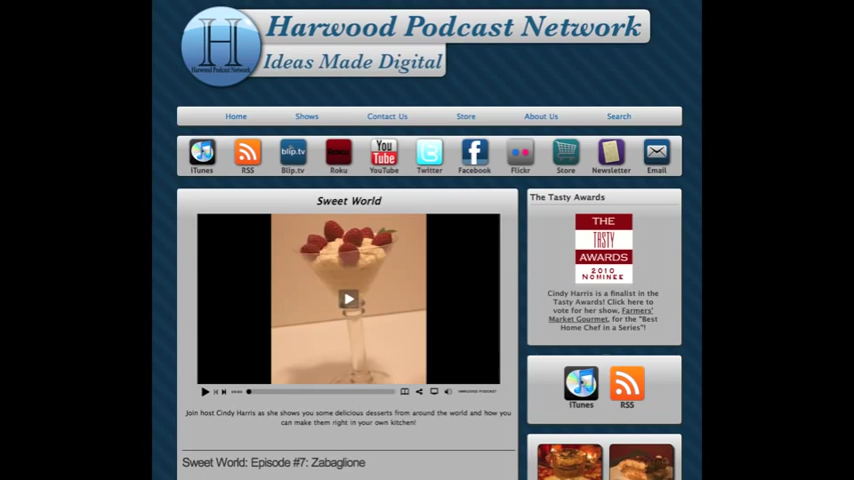 Harwood Podcast Network
Ideas Made Digital
H
Harwood Podcast Network
Home Shows Contact Us Store About Us Search
iTunes RSS Blip.tv Roku YouTube Twitter Facebook Flickr Store Newsletter Email
blip.tv
ROKU
You
Tube
Sweet World
Join host Cindy Harris as she shows you some delicious desserts from around the world and how you
can make them right in your own kitchen!
Sweet World: Episode #7: Zabaglione
The Tasty Awards
THE
TASTY
AWARDS
2010
NOMINEE
Cindy Harris is a finalist in the
Tasty Awards! Click here to
vote for her show, Farmers'
Market Gourmet, for the "Best
Home Chef in a Series"!
iTunes RSS